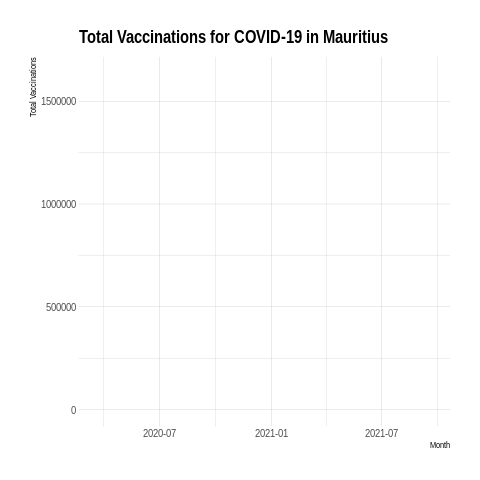 Total Vaccinations for COVID-19 in Mauritius
Total Vaccinations
1500000
1000000
500000
0
2020-07 2021-01 2021-07
Month